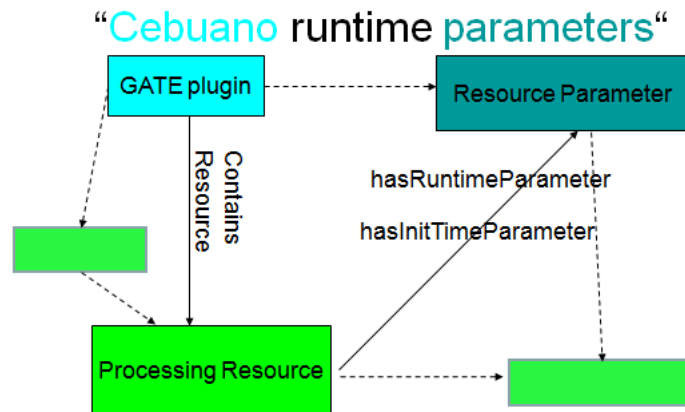 “Cebuano runtime parameters“
GATE plugin
Resource Parameter
Contains
Resource
hasRuntimeParameter
hasInitTimeParameter
Processing Resource